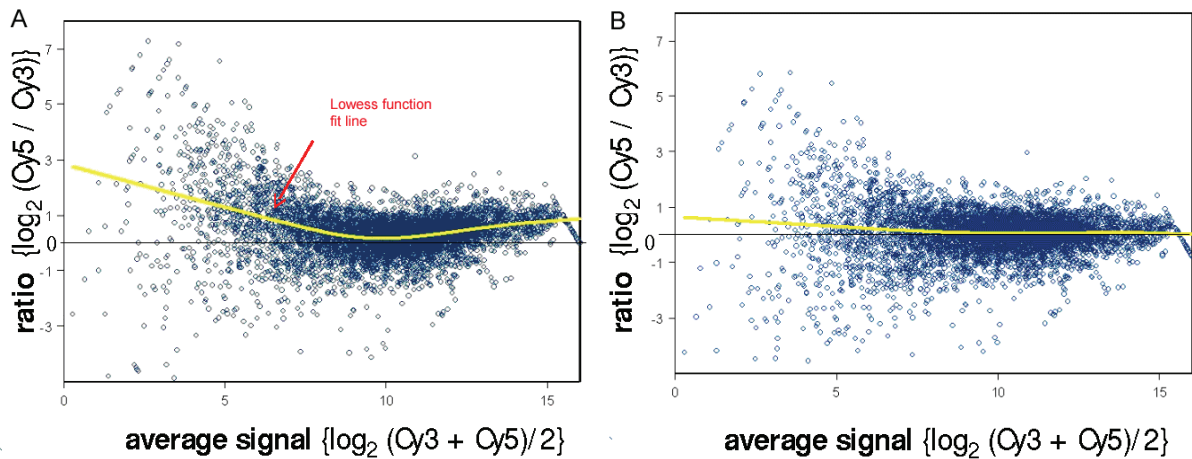 A
ratio {log2 (Cy5 / Cy3)}
7
5
3
1
0
-1
-3
Lowess function
fit line
0
5
10
15
average signal {log2 (Cy3 + Cy5)/2}
B
ratio {log2 (Cy5 / Cy3)}
7
5
3
1
0
-1
-3
0
5
10
15
average signal {log2 (Cy3 + Cy5)/2}